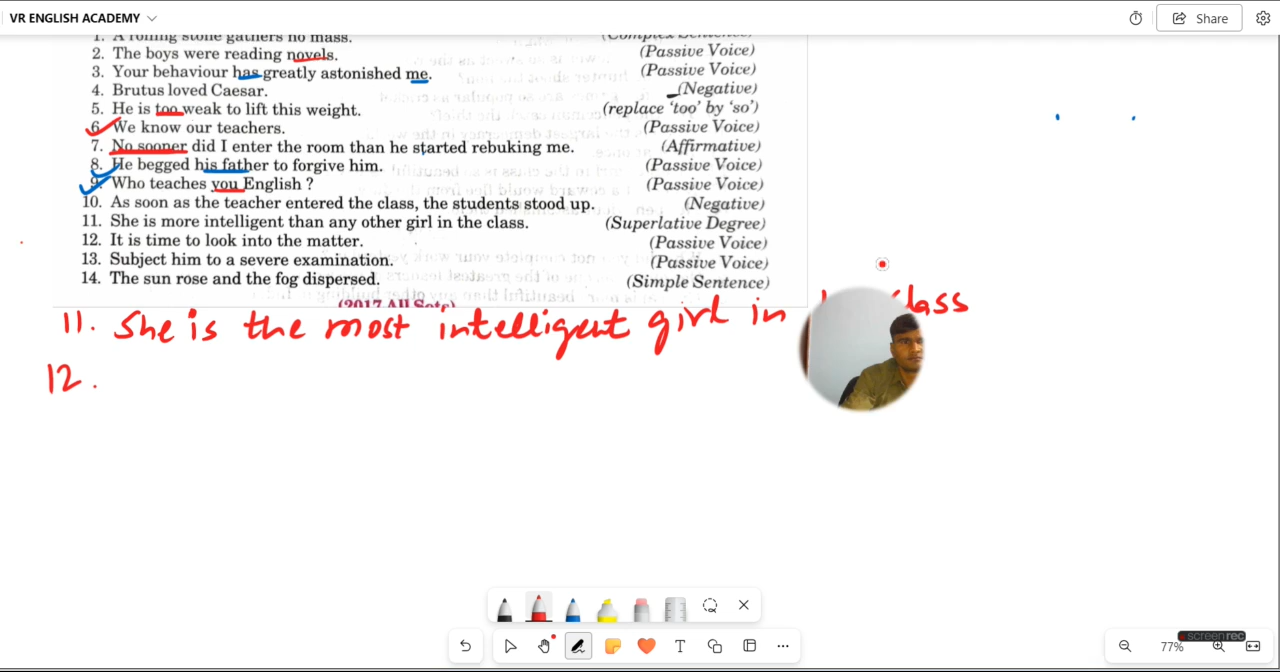 VR ENGLISH ACADEMY
Share
1. A rolling stone gathers no mass. (Complex Sentence)
2. The boys were reading novels. (Passive Voice)
3. Your behaviour has greatly astonished me. (Passive Voice)
4. Brutus loved Caesar. (Negative)
5. He is too weak to lift this weight. (replace ‘too’ by ‘so’)
6. We know our teachers. (Passive Voice)
7. No sooner did I enter the room than he started rebuking me. (Affirmative)
8. He begged his father to forgive him. (Passive Voice)
9. Who teaches you English ? (Passive Voice)
10. As soon as the teacher entered the class, the students stood up. (Negative)
11. She is more intelligent than any other girl in the class. (Superlative Degree)
12. It is time to look into the matter. (Passive Voice)
13. Subject him to a severe examination. (Passive Voice)
14. The sun rose and the fog dispersed. (Simple Sentence)
(2017 All Sets)
11. She is the most intelligent girl in class
12.
screenrec
77%